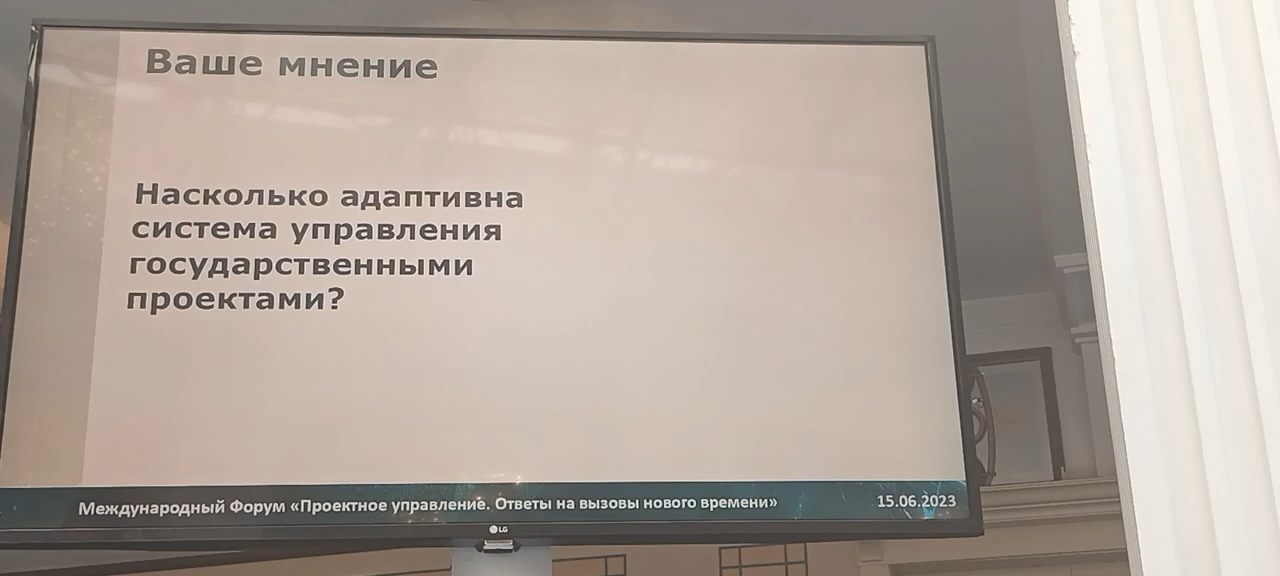 Ваше мнение
Насколько адаптивна
система управления
государственными
проектами?
Международный Форум «Проектное управление. Ответы на вызовы нового времени» 15.06.2023
LG